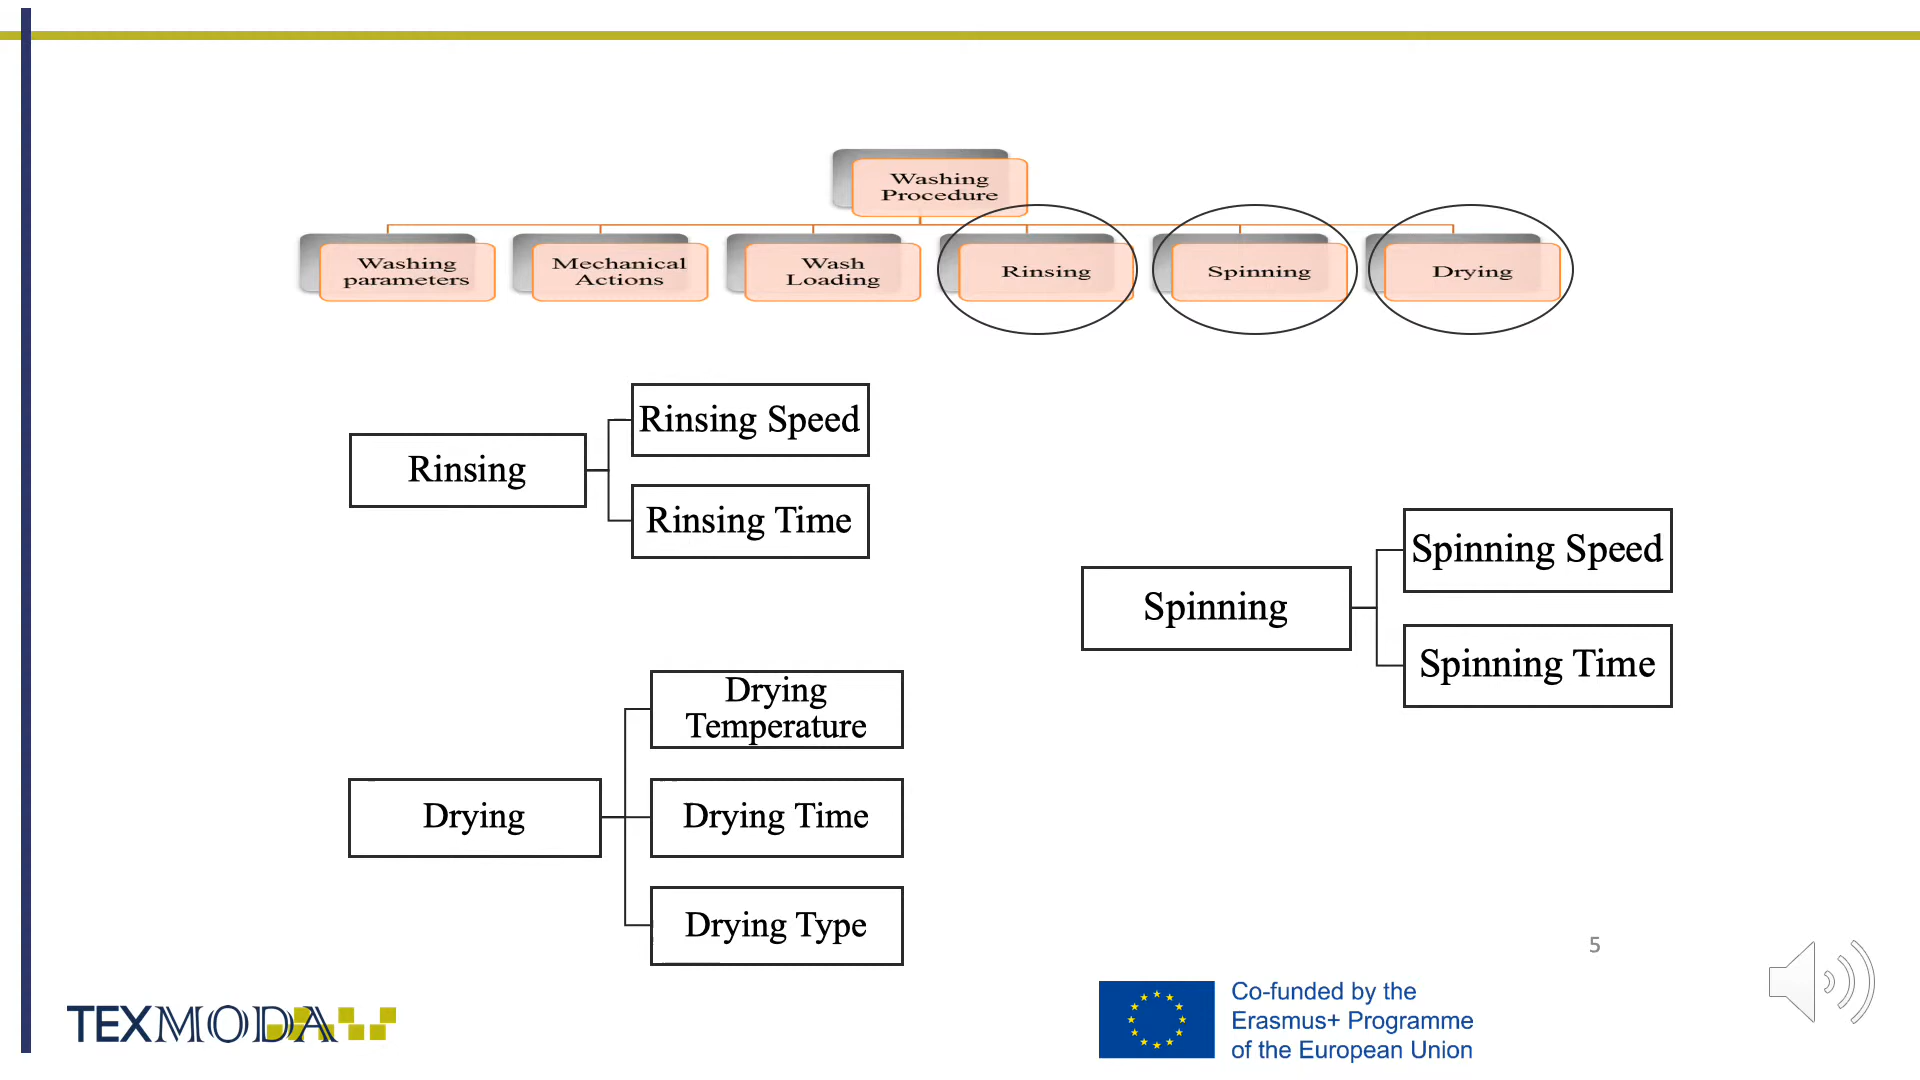 Washing
Procedure
Washing
parameters
Mechanical
Actions
Wash
Loading
Rinsing
Spinning
Drying
Rinsing
Rinsing Speed
Rinsing Time
Spinning
Spinning Speed
Spinning Time
Drying
Drying
Temperature
Drying Time
Drying Type
5
TEXMODA
Co-funded by the
Erasmus+ Programme
of the European Union